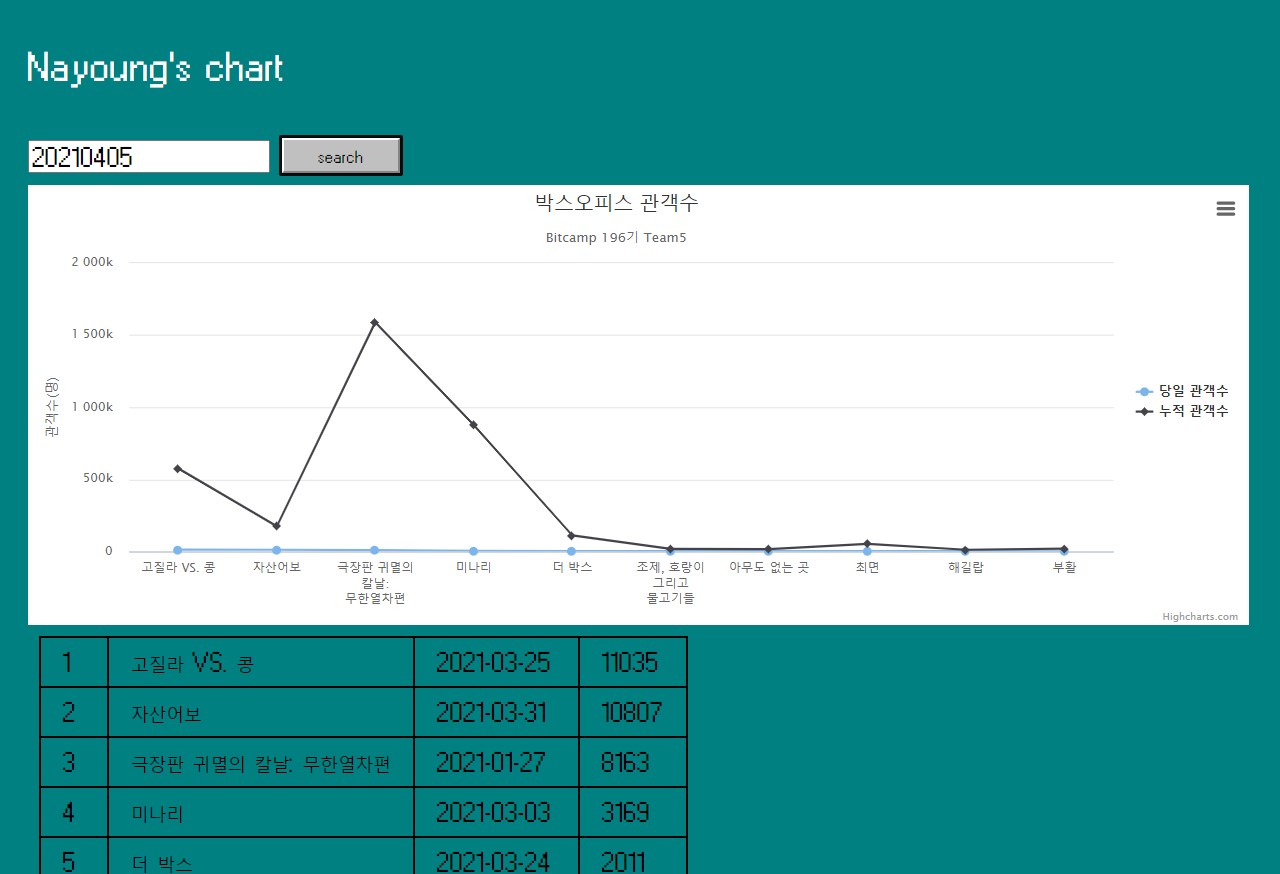 Nayoung's chart
20210405 search
박스오피스 관객수
Bitcamp 196기 Team5
2 000k
1 500k
1 000k
500k
0
관객수(명)
당일 관객수
누적 관객수
고질라 VS. 콩
자산어보
극장판 귀멸의
칼날:
무한열차편
미나리
더 박스
조제, 호랑이
그리고
물고기들
아무도 없는 곳
최면
해길랍
부활
Highcharts.com
1 고질라 VS. 콩 2021-03-25 11035
2 자산어보 2021-03-31 10807
3 극장판 귀멸의 칼날: 무한열차편 2021-01-27 8163
4 미나리 2021-03-03 3169
5 더 박스 2021-03-24 2011